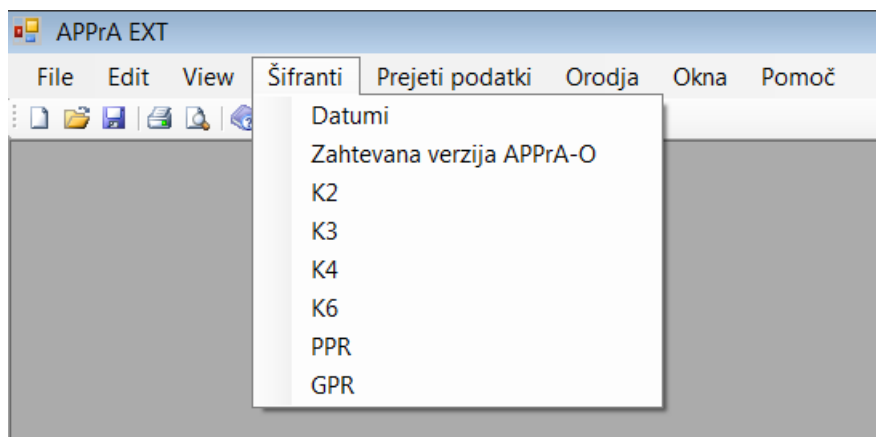 APPrA EXT
File Edit View Šifranti Prejeti podatki Orodja Okna Pomoč
Datumi
Zahtevana verzija APPrA-O
K2
K3
K4
K6
PPR
GPR